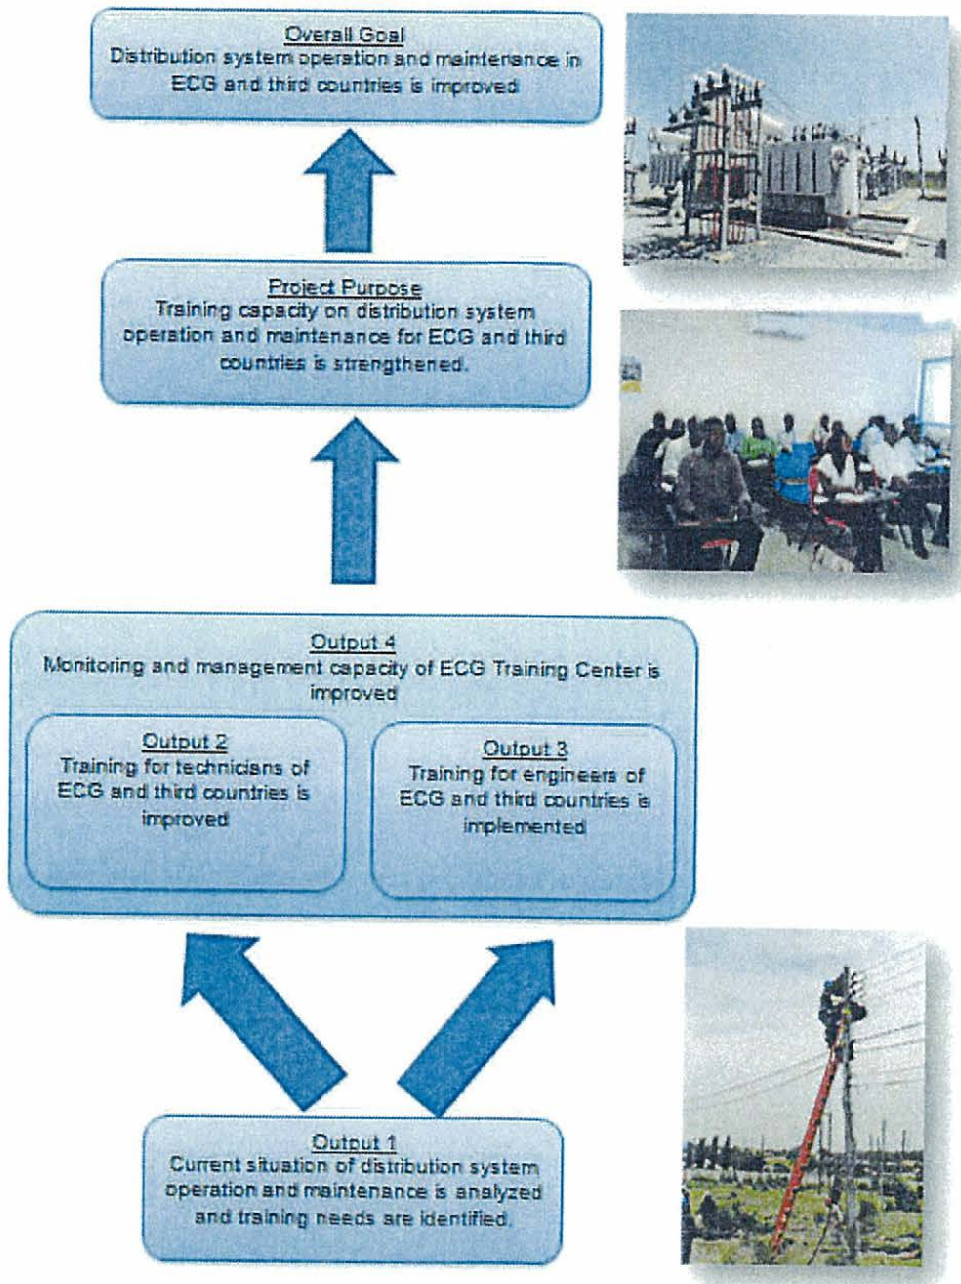 Overall Goal
Distribution system operation and maintenance in
ECG and third countries is improved
Project Purpose
Training capacity on distribution system
operation and maintenance for ECG and third
countries is strengthened.
Output 4
Monitoring and management capacity of ECG Training Center is
improved
Output 2
Training for technicians of
ECG and third countries is
improved
Output 3
Training for engineers of
ECG and third countries is
implemented
Output 1
Current situation of distribution system
operation and maintenance is analyzed
and training needs are identified.